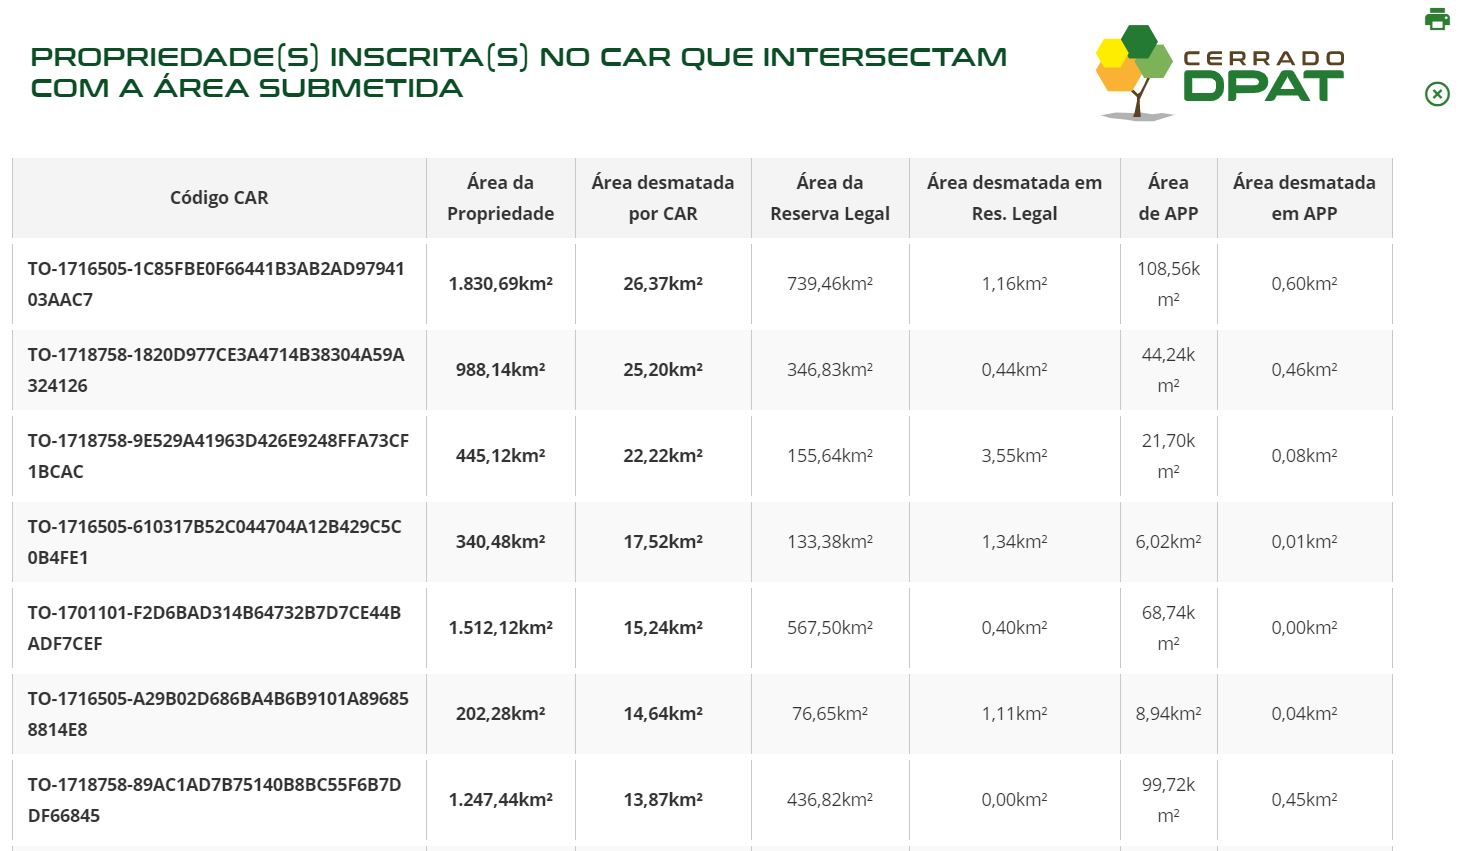 PROPRIEDADE(S) INSCRITA(S) NO CAR QUE INTERSECTAM
COM A ÁREA SUBMETIDA
CERRADO
DPAT
Código CAR
Área da
Propriedade
Área desmatada
por CAR
Área da
Reserva Legal
Área desmatada em
Res. Legal
Área
de APP
Área desmatada
em APP
TO-1716505-1C85FBE0F66441B3AB2AD97941
03AAC7
1.830,69km²
26,37km²
739,46km²
1,16km²
108,56k
m²
0,60km²
TO-1718758-1820D977CE3A4714B38304A59A
324126
988,14km²
25,20km²
346,83km²
0,44km²
44,24k
m²
0,46km²
TO-1718758-9E529A41963D426E9248FFA73CF
1BCAC
445,12km²
22,22km²
155,64km²
3,55km²
21,70k
m²
0,08km²
TO-1716505-610317B52C044704A12B429C5C
0B4FE1
340,48km²
17,52km²
133,38km²
1,34km²
6,02km²
0,01km²
TO-1701101-F2D6BAD314B64732B7D7CE44B
ADF7CEF
1.512,12km²
15,24km²
567,50km²
0,40km²
68,74k
m²
0,00km²
TO-1716505-A29B02D686BA4B6B9101A89685
8814E8
202,28km²
14,64km²
76,65km²
1,11km²
8,94km²
0,04km²
TO-1718758-89AC1AD7B75140B8BC55F6B7D
DF66845
1.247,44km²
13,87km²
436,82km²
0,00km²
99,72k
m²
0,45km²